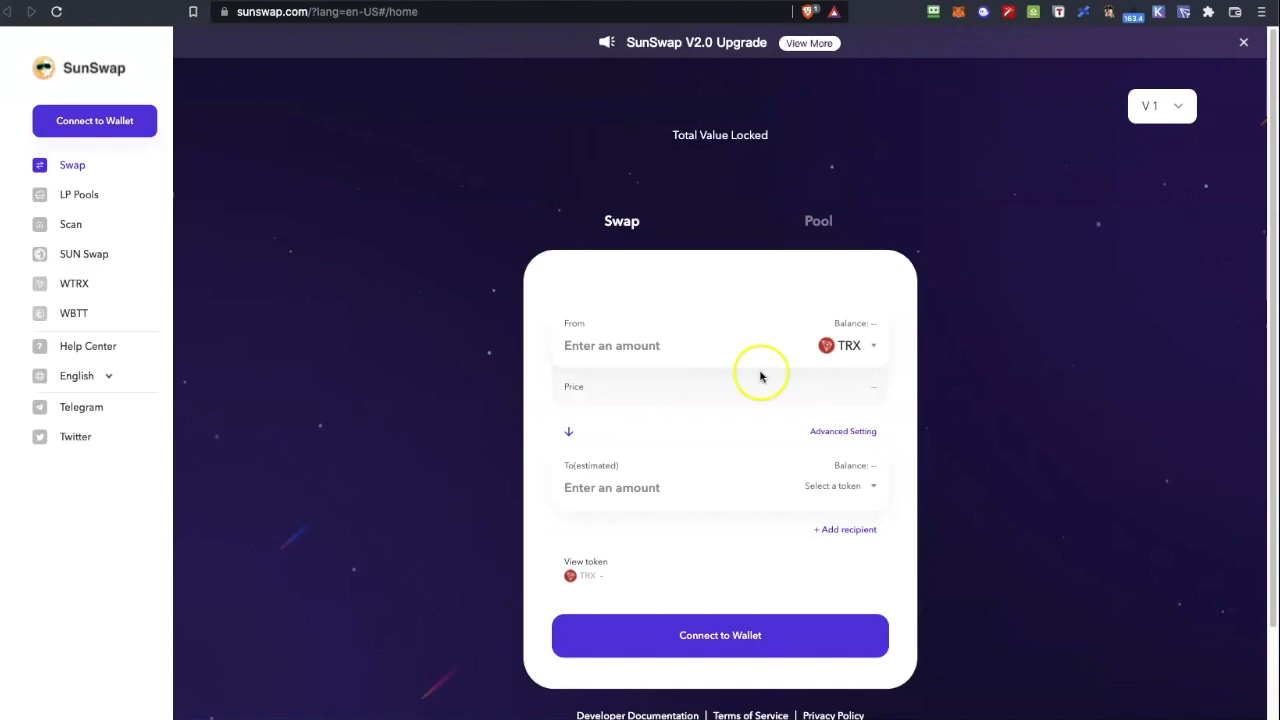 sunswap.com/?lang=en-US#/home
163.4
SunSwap V2.0 Upgrade View More
SunSwap
Connect to Wallet
Swap
LP Pools
Scan
SUN Swap
WTRX
WBTT
Help Center
English
Telegram
Twitter
V 1
Total Value Locked
Swap Pool
From Balance: --
Enter an amount TRX
Price --
Advanced Setting
To(estimated) Balance: --
Enter an amount Select a token
+ Add recipient
View token
TRX -
Connect to Wallet
Developer Documentation | Terms of Service | Privacy Policy